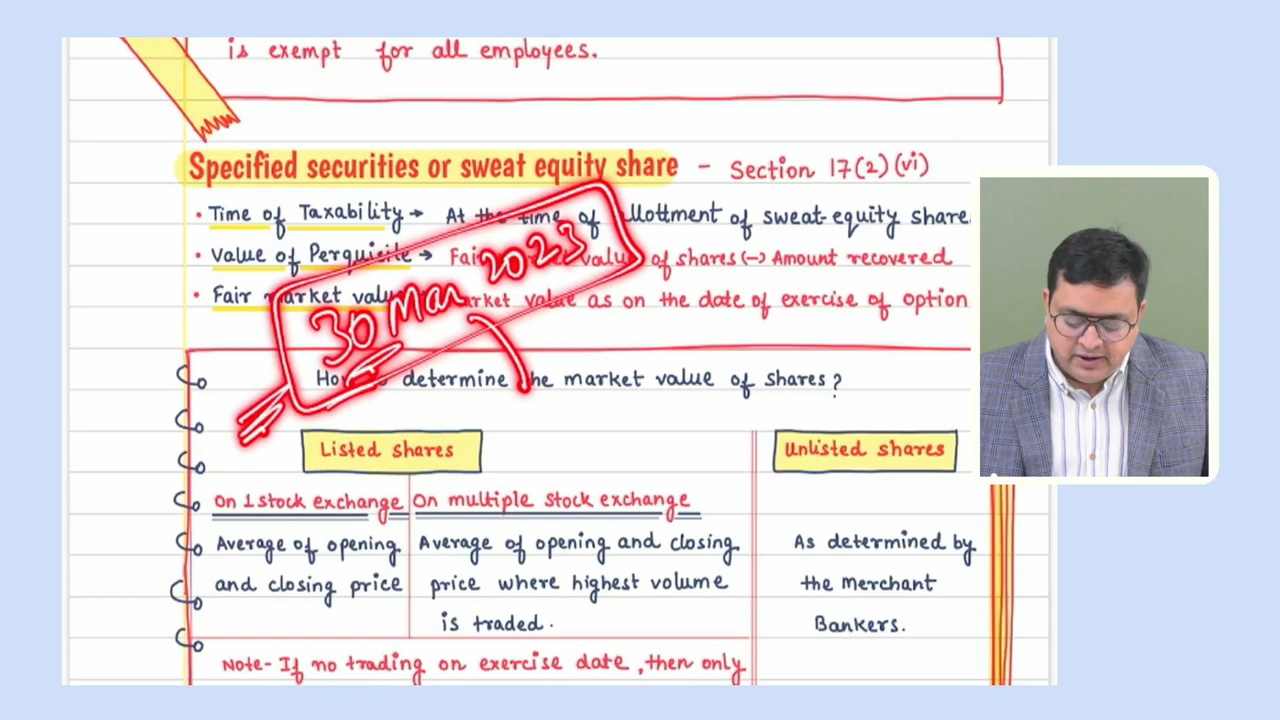 is exempt for all employees.
Specified securities or sweat equity share - Section 17(2)(vi)
• Time of Taxability → At the time of allottment of sweat-equity share
• Value of Perquisite → Fair value of shares (-) Amount recovered
• Fair market value market value as on the date of exercise of option
30 Mar 2023
How to determine the market value of shares?
Listed shares
Unlisted shares
On 1 stock exchange
On multiple stock exchange
Average of opening
and closing price
Average of opening and closing
price where highest volume
is traded.
As determined by
the merchant
Bankers.
Note- If no trading on exercise date, then only